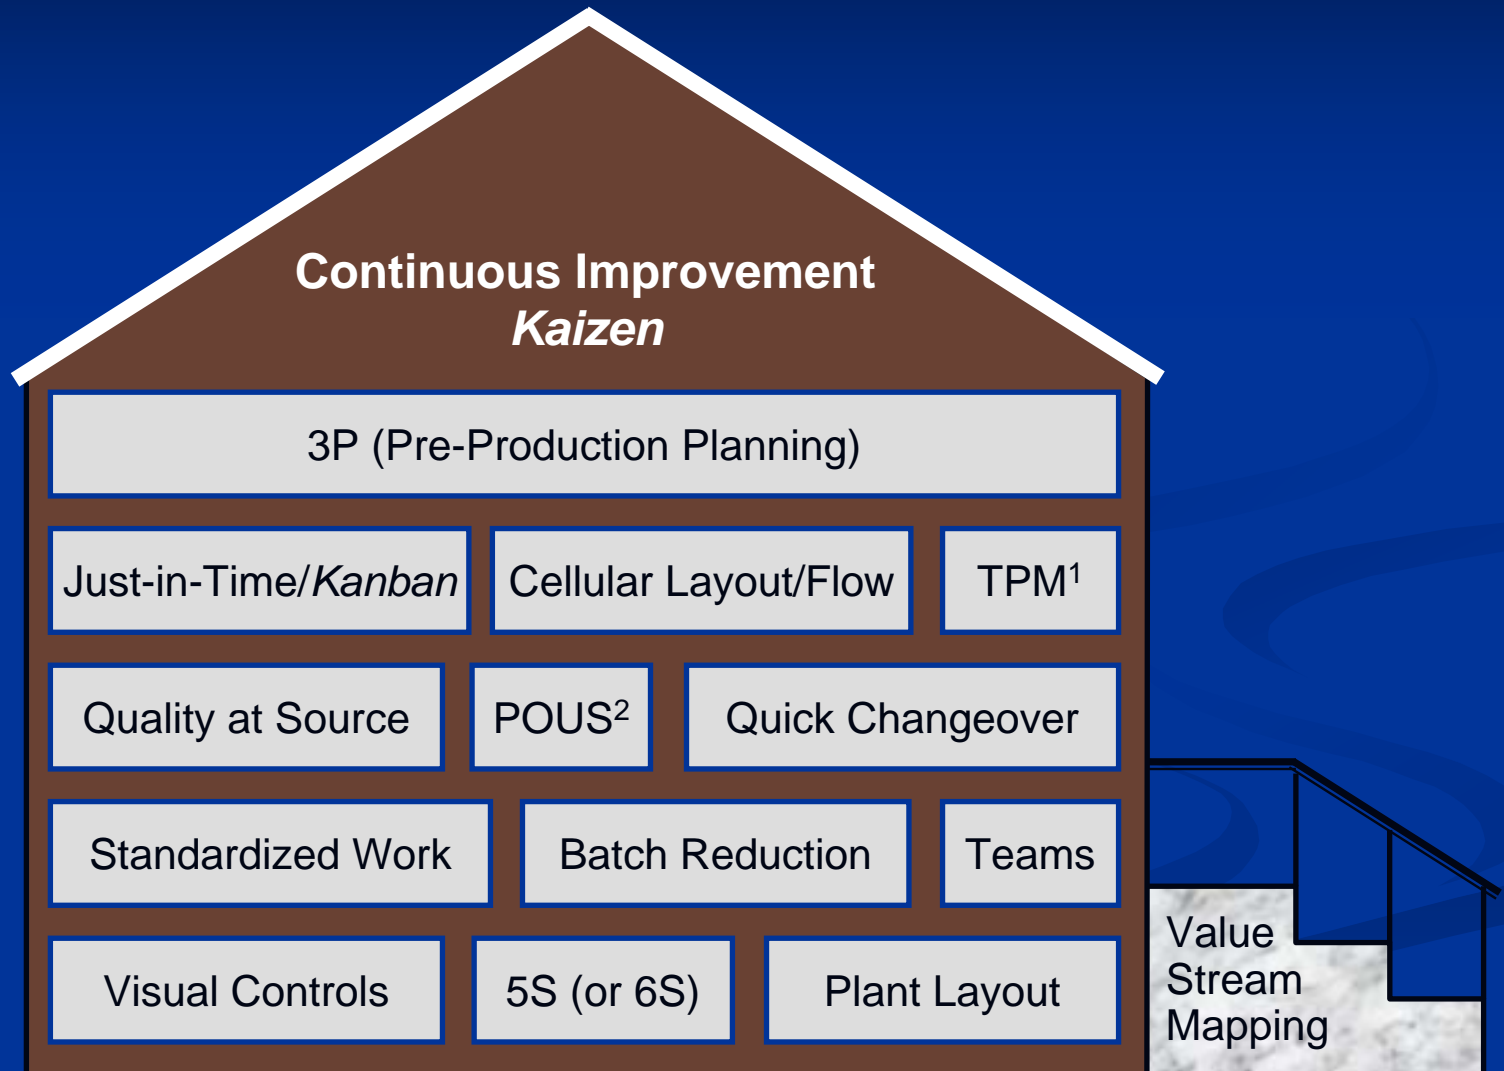 Continuous Improvement
Kaizen
3P (Pre-Production Planning)
Just-in-Time/Kanban
Cellular Layout/Flow
TPM¹
Quality at Source
POUS²
Quick Changeover
Standardized Work
Batch Reduction
Teams
Visual Controls
5S (or 6S)
Plant Layout
Value
Stream
Mapping